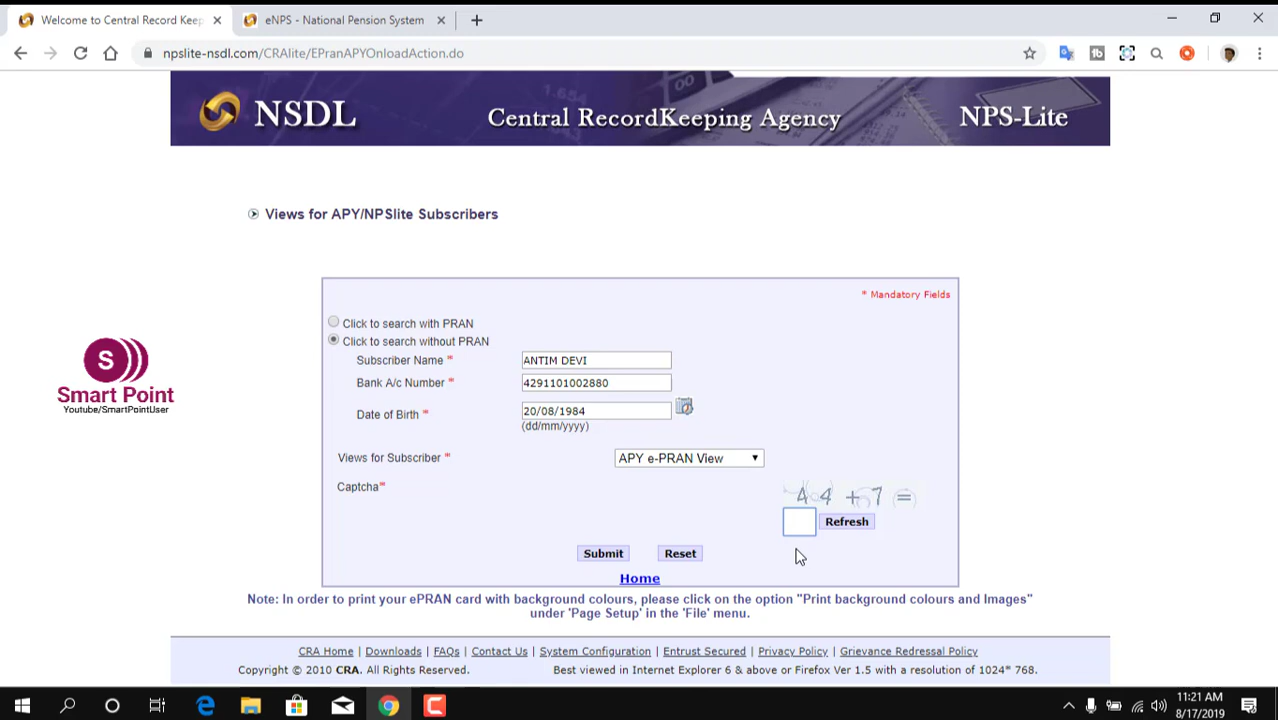 Welcome to Central Record Keep
eNPS - National Pension System
npslite-nsdl.com/CRAlite/EPranAPYOnloadAction.do
NSDL
Central RecordKeeping Agency
NPS-Lite
Views for APY/NPSlite Subscribers
* Mandatory Fields
Click to search with PRAN
Click to search without PRAN
Subscriber Name * ANTIM DEVI
Bank A/c Number * 4291101002880
Date of Birth * 20/08/1984
(dd/mm/yyyy)
Views for Subscriber * APY e-PRAN View
Captcha* 44 + 7 =
Refresh
Submit Reset
Home
Note: In order to print your ePRAN card with background colours, please click on the option "Print background colours and Images"
under 'Page Setup' in the 'File' menu.
S
Smart Point
Youtube/SmartPointUser
CRA Home | Downloads | FAQs | Contact Us | System Configuration | Entrust Secured | Privacy Policy | Grievance Redressal Policy
Copyright © 2010 CRA. All Rights Reserved. Best viewed in Internet Explorer 6 & above or Firefox Ver 1.5 with a resolution of 1024* 768.
11:21 AM
8/17/2019